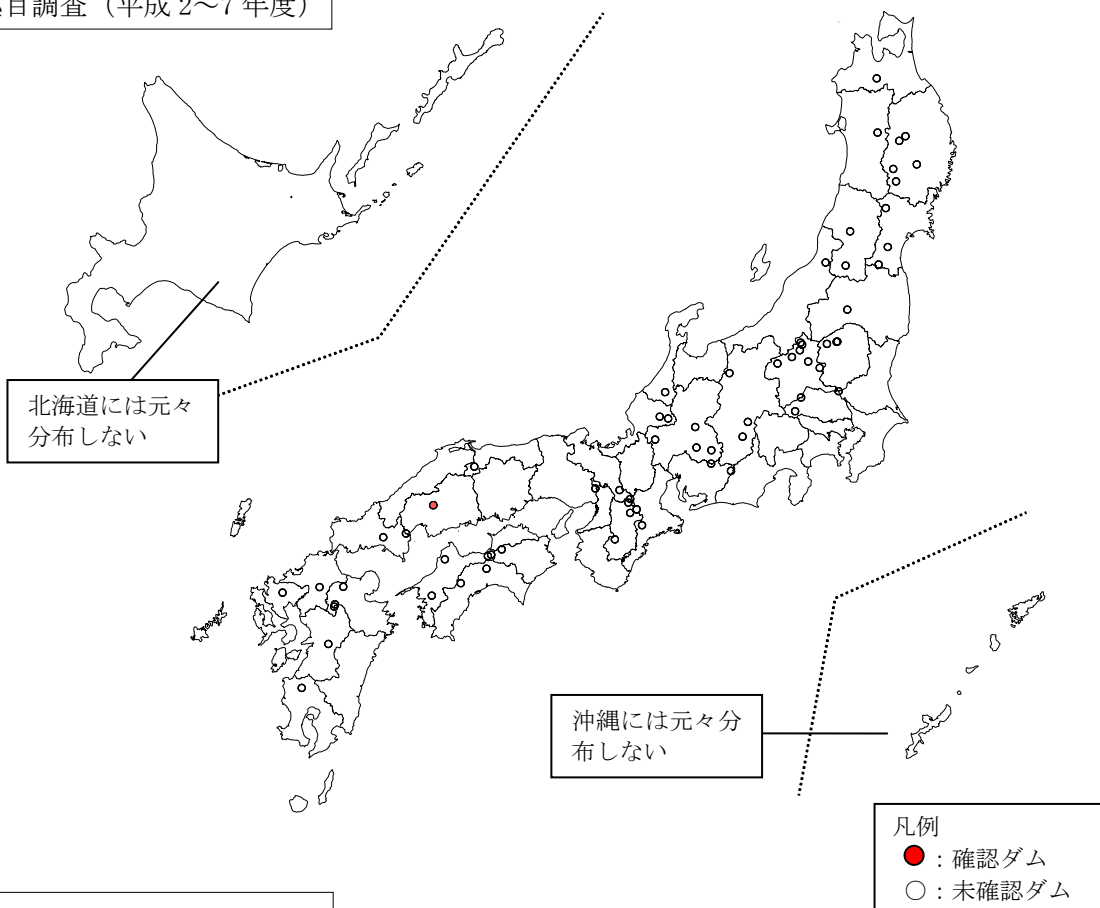 目調査（平成 2～7 年度）
北海道には元々
分布しない
沖縄には元々分
布しない
凡例
：確認ダム
：未確認ダム